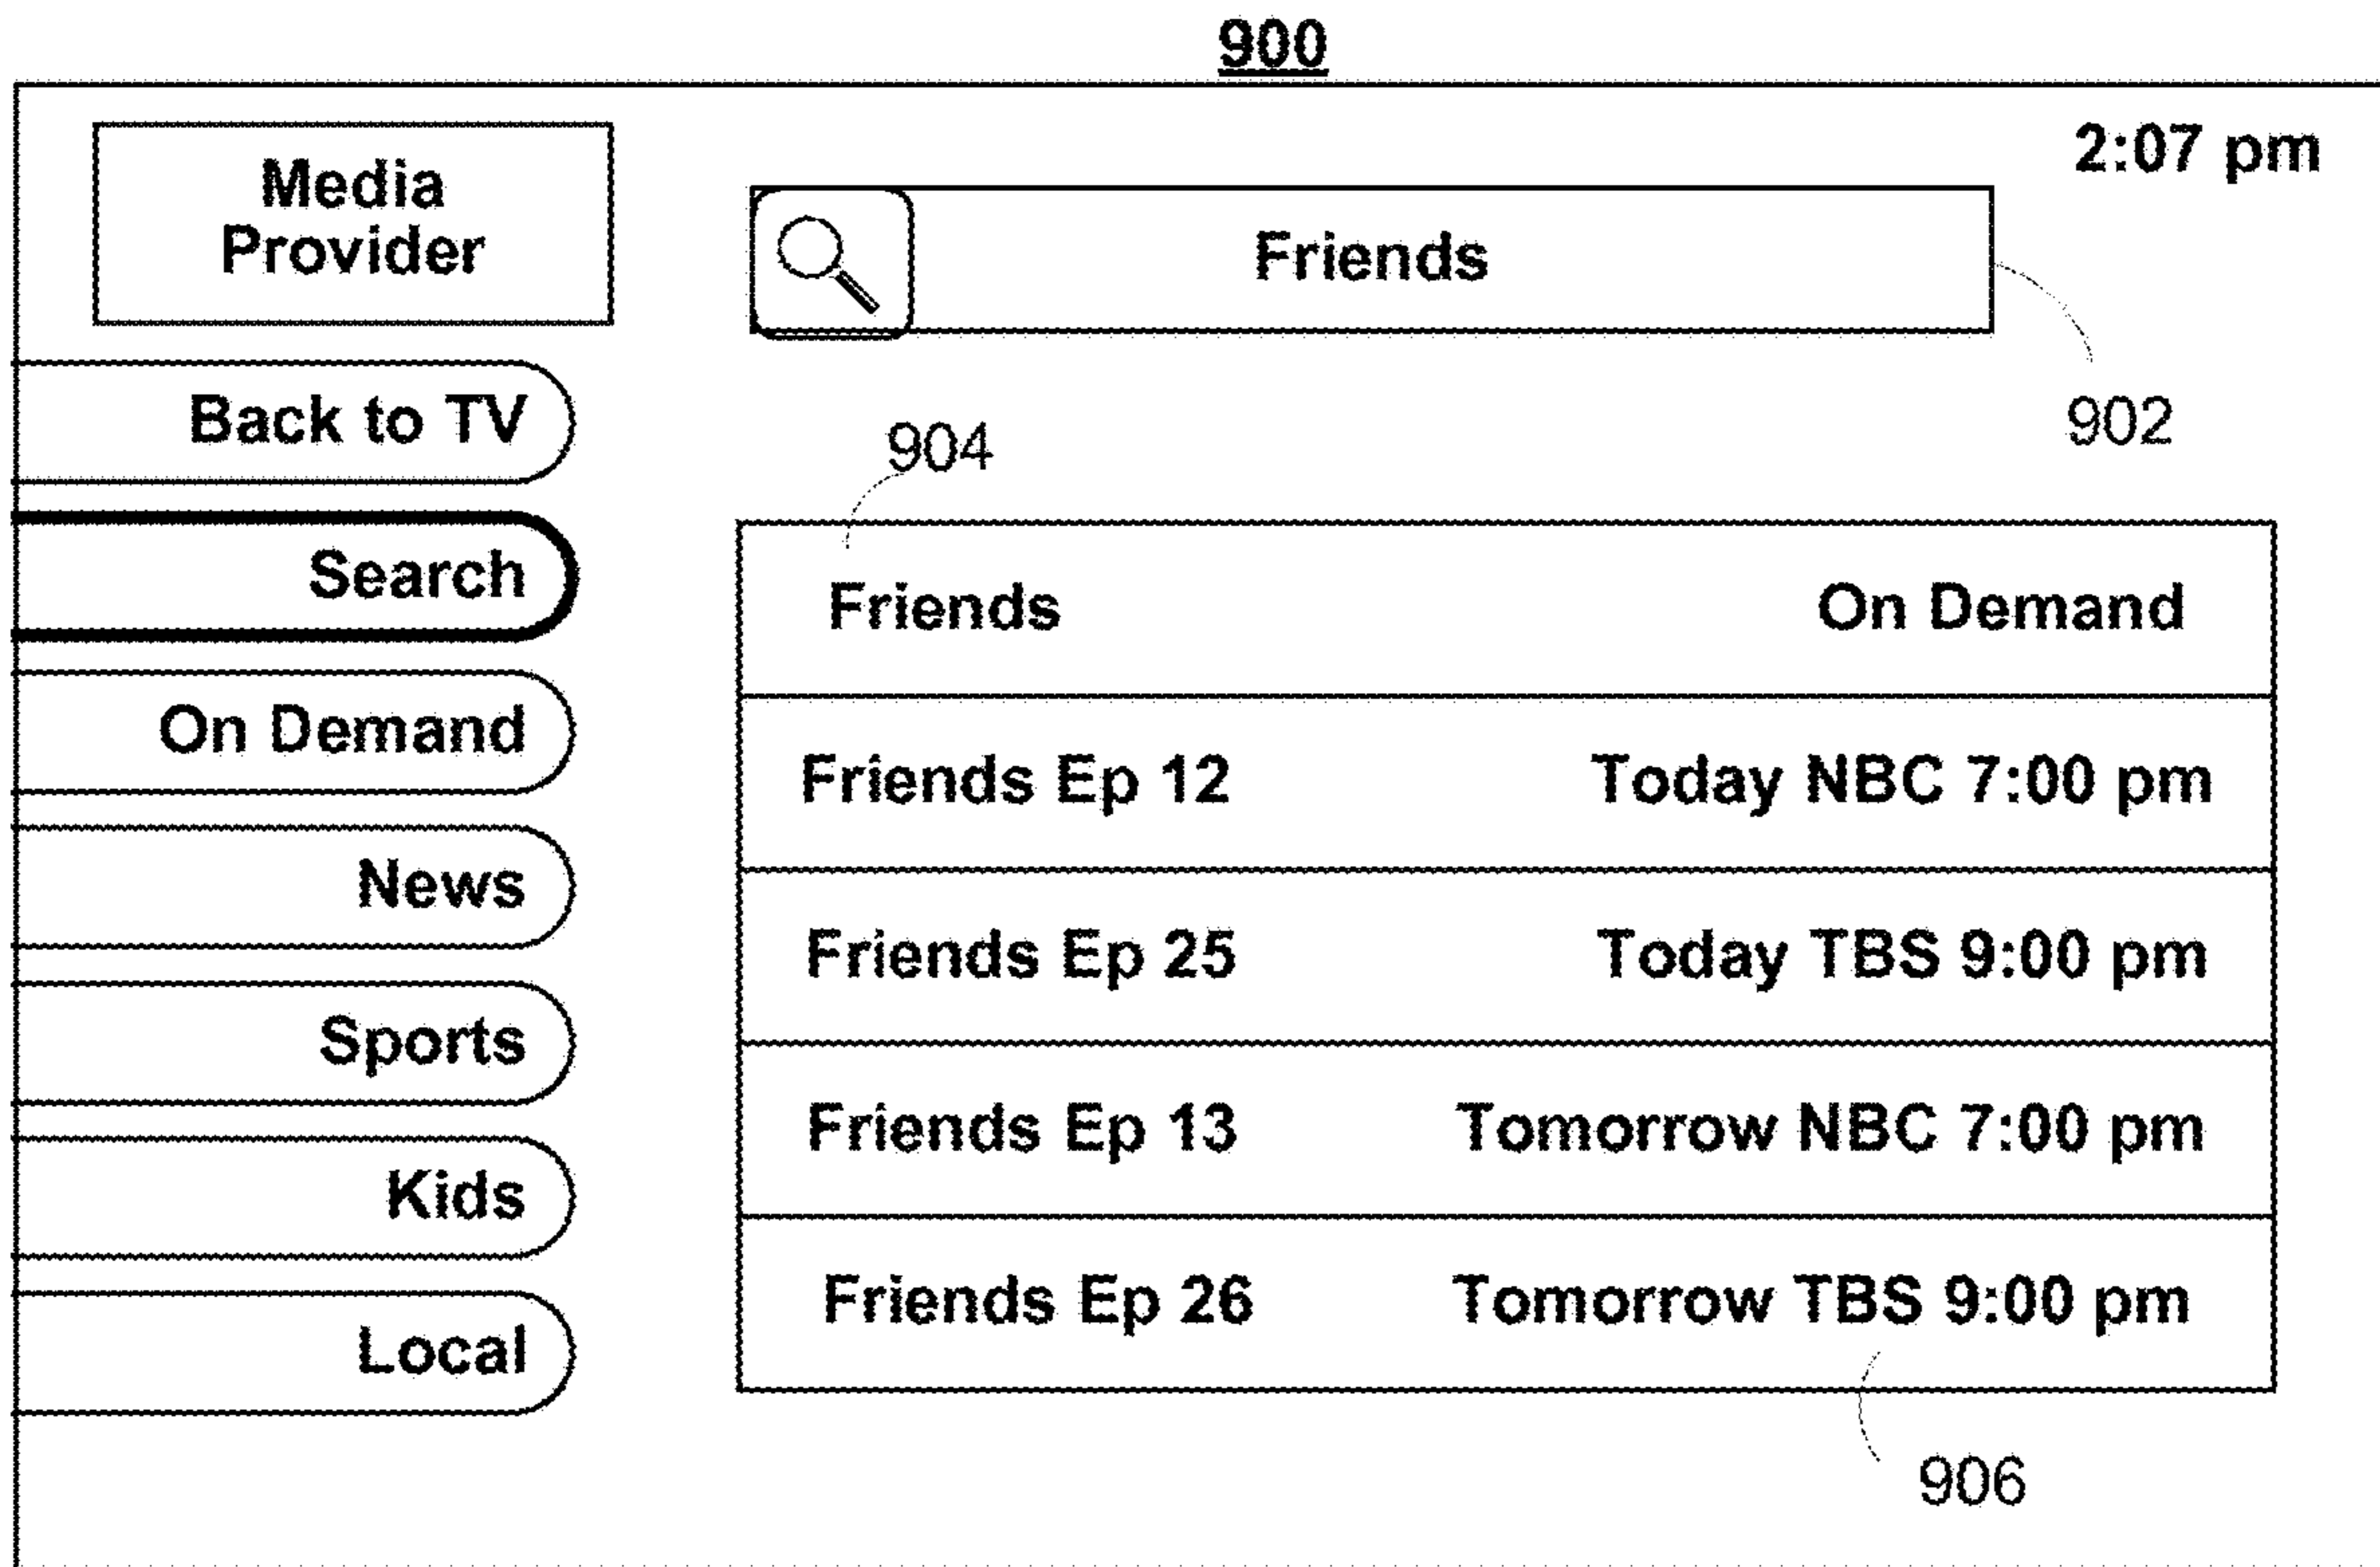 900
Media
Provider
2:07 pm
Friends
902
Back to TV
Search
On Demand
News
Sports
Kids
Local
904
Friends On Demand
Friends Ep 12 Today NBC 7:00 pm
Friends Ep 25 Today TBS 9:00 pm
Friends Ep 13 Tomorrow NBC 7:00 pm
Friends Ep 26 Tomorrow TBS 9:00 pm
906